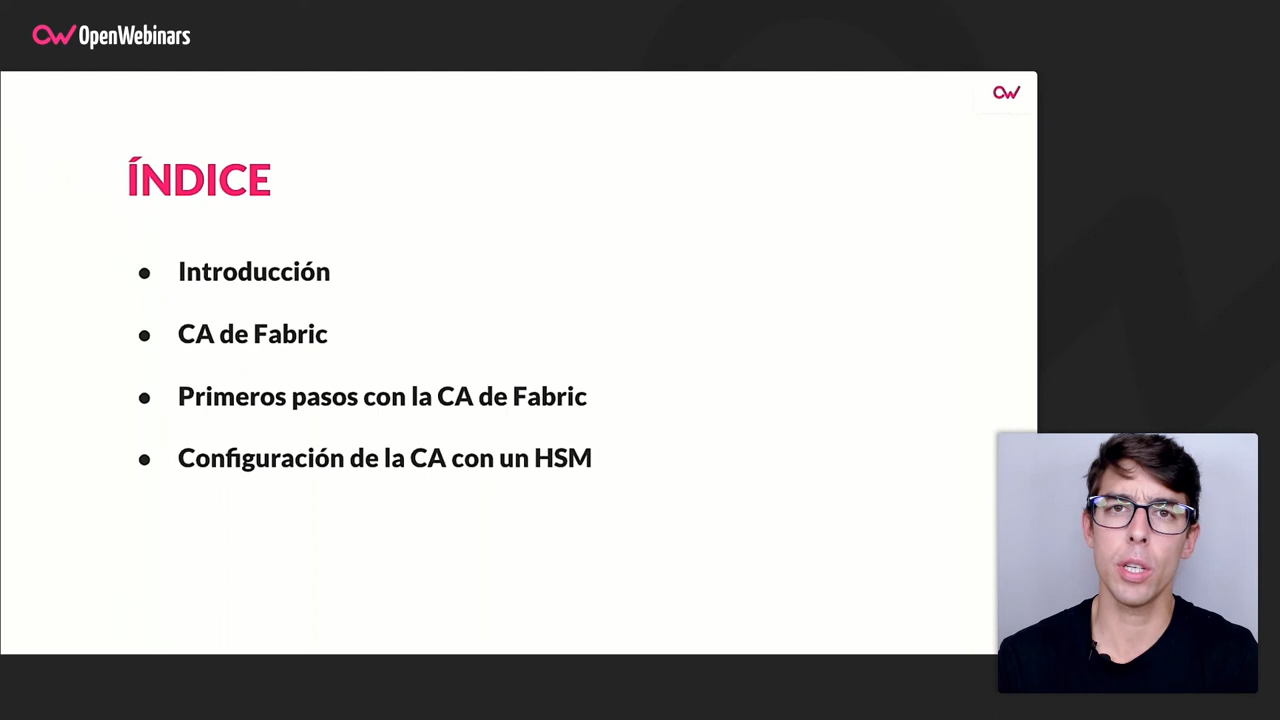 OpenWebinars
ÍNDICE
● Introducción
● CA de Fabric
● Primeros pasos con la CA de Fabric
● Configuración de la CA con un HSM